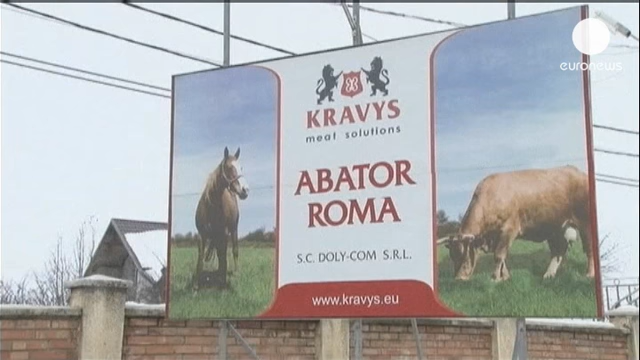 euronews
KRAVYS
meat solutions
ABATOR
ROMA
S.C. DOLY-COM S.R.L.
www.kravys.eu